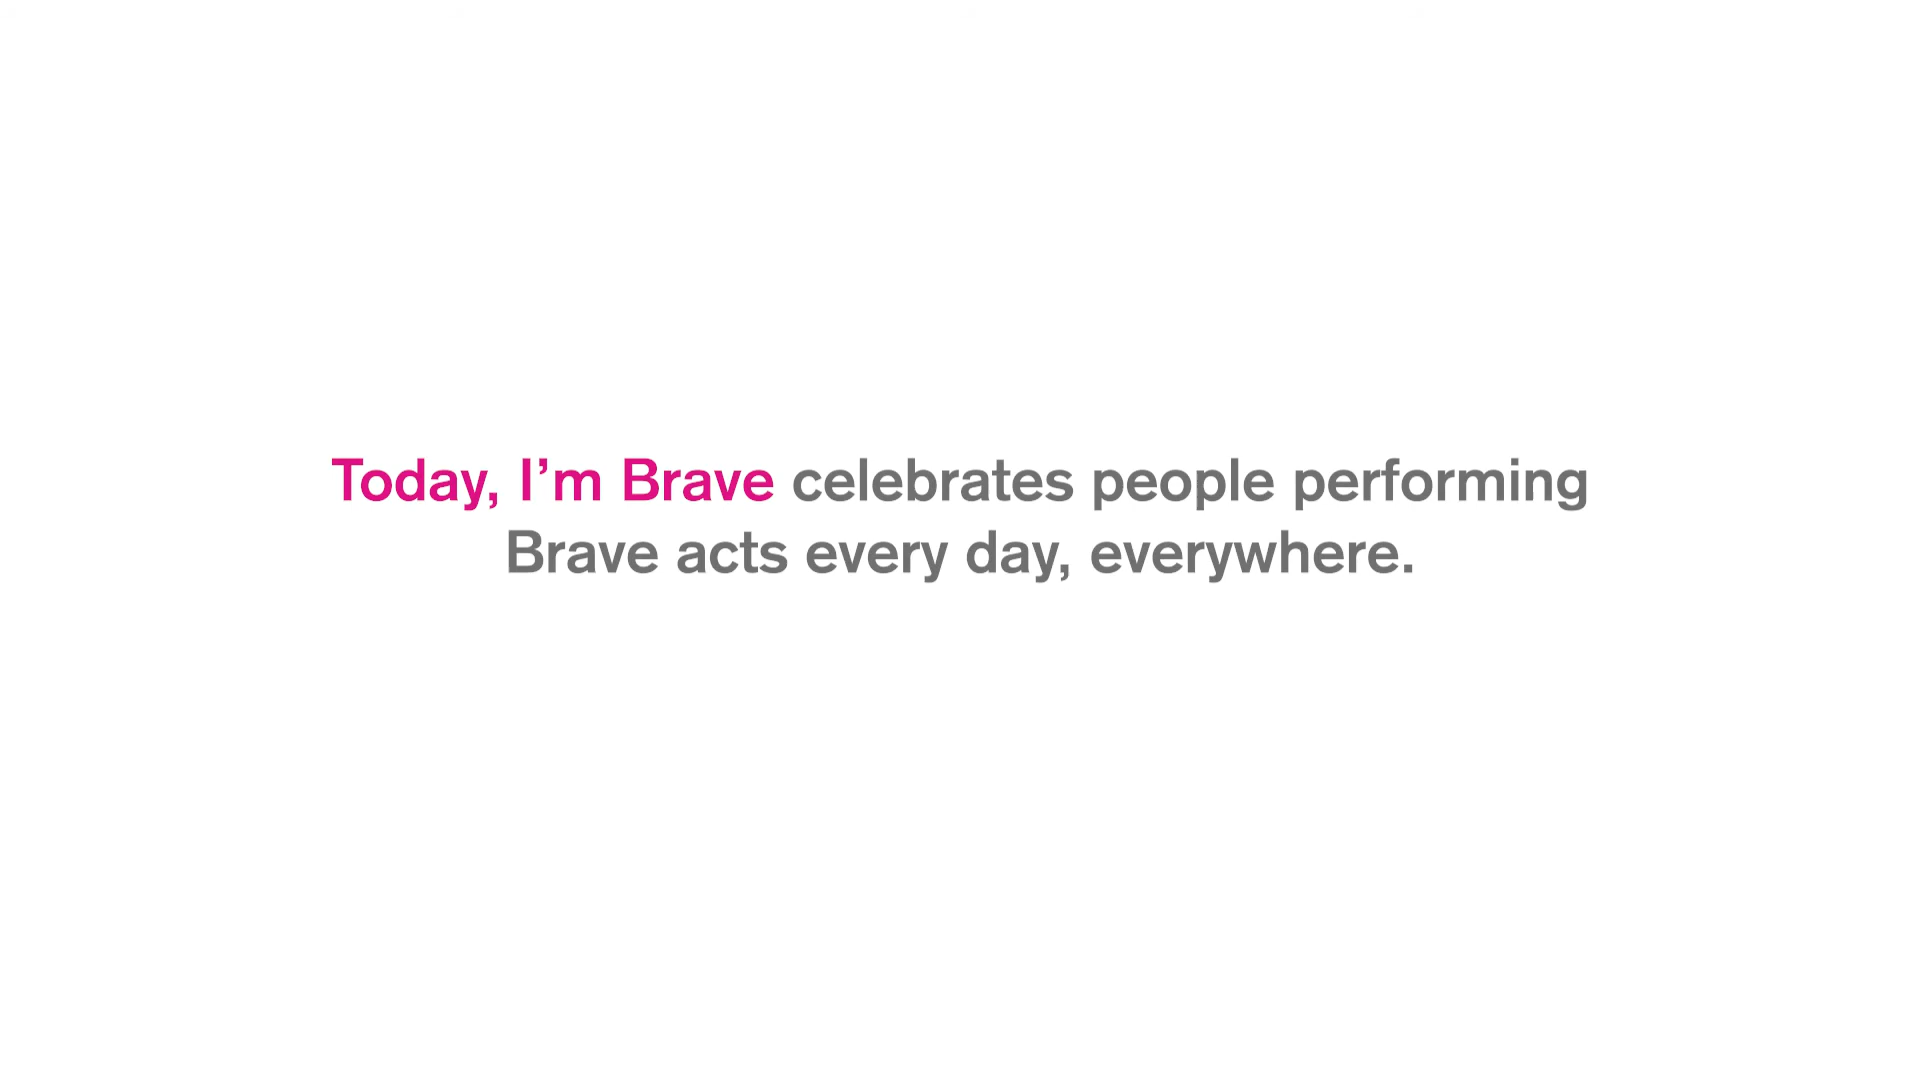 Today, I’m Brave celebrates people performing
Brave acts every day, everywhere.